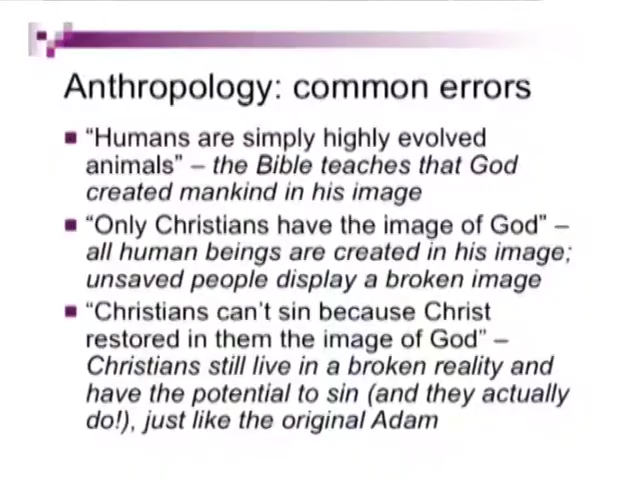 Anthropology: common errors
"Humans are simply highly evolved
animals" – the Bible teaches that God
created mankind in his image
"Only Christians have the image of God" –
all human beings are created in his image;
unsaved people display a broken image
"Christians can't sin because Christ
restored in them the image of God" –
Christians still live in a broken reality and
have the potential to sin (and they actually
do!), just like the original Adam